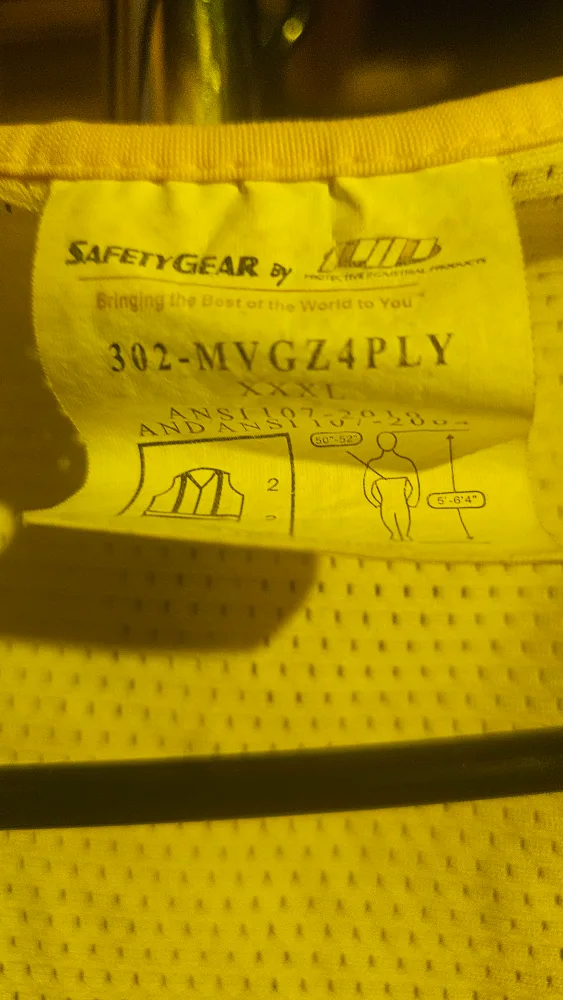 SAFETYGEAR By PIP
PROTECTIVE INDUSTRIAL PRODUCTS
Bringing the Best of the World to You™
302-MVGZ4PLY
XXXL
ANSI 107-2010
AND ANSI 107-2004
50"-52"
2
5'-6'4"
2